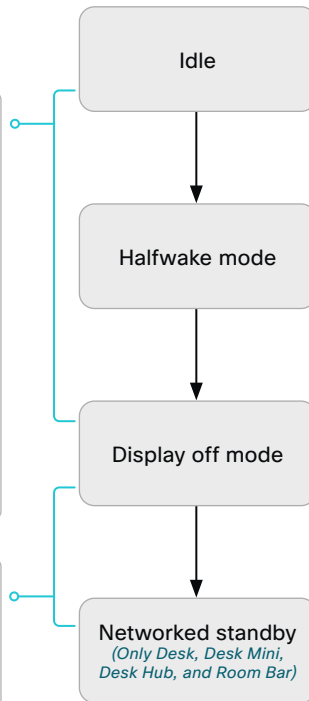 Idle
Halfwake mode
Display off mode
Networked standby
(Only Desk, Desk Mini,
Desk Hub, and Room Bar)